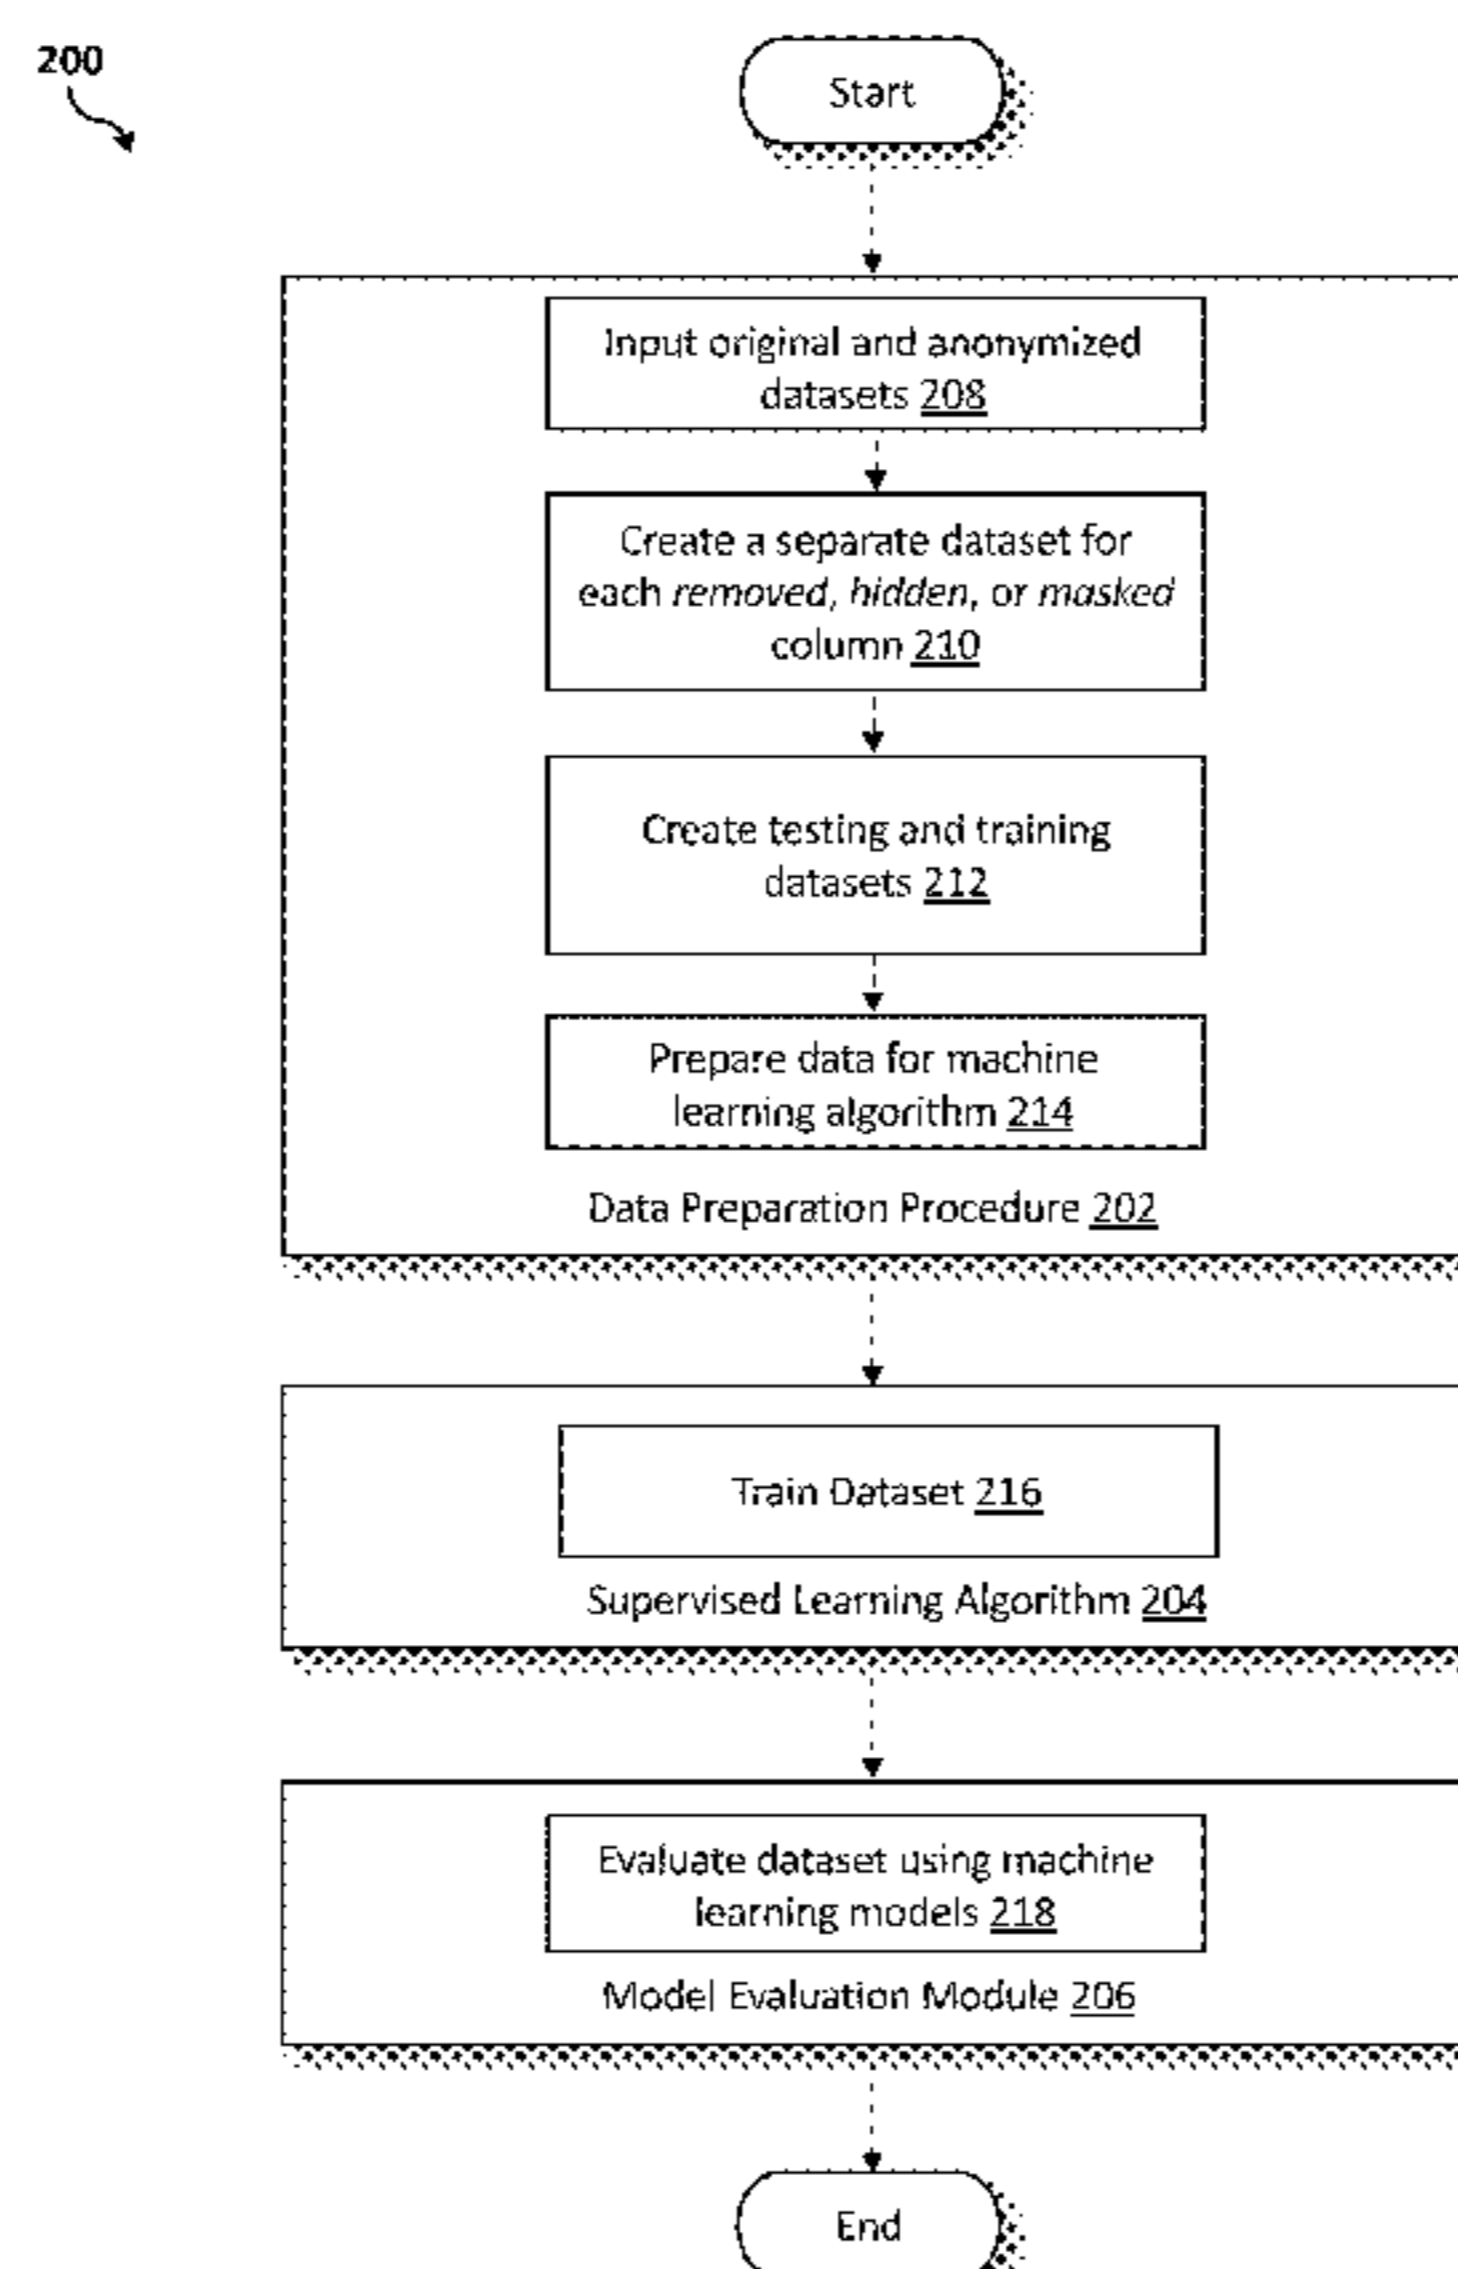 200
Start
Input original and anonymized
datasets 208
Create a separate dataset for
each removed, hidden, or masked
column 210
Create testing and training
datasets 212
Prepare data for machine
learning algorithm 214
Data Preparation Procedure 202
Train Dataset 216
Supervised Learning Algorithm 204
Evaluate dataset using machine
learning models 218
Model Evaluation Module 206
End